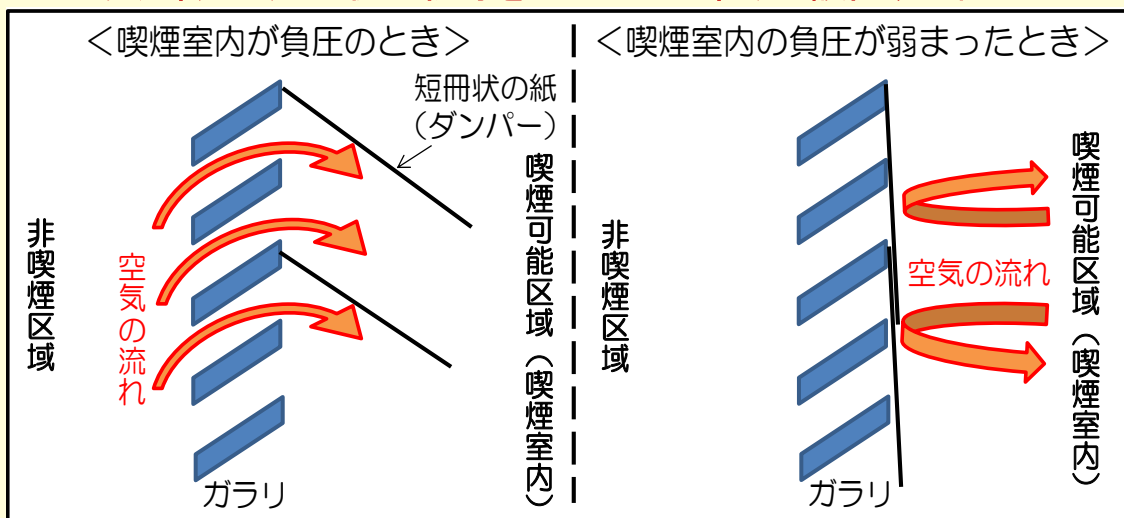 ＜喫煙室内が負圧のとき＞
短冊状の紙
（ダンパー）
非喫煙区域
空気の流れ
喫煙可能区域（喫煙室内）
ガラリ
＜喫煙室内の負圧が弱まったとき＞
非喫煙区域
空気の流れ
喫煙可能区域（喫煙室内）
ガラリ